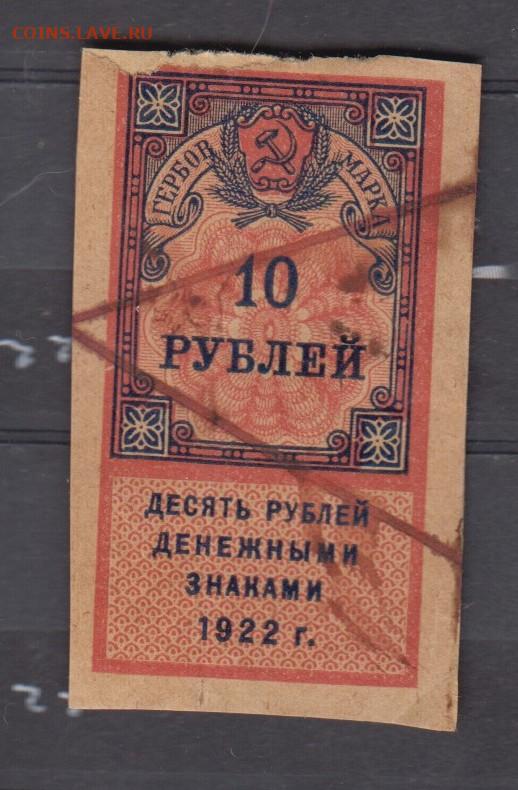 COINS.LAVE.RU
ГЕРБОВ. МАРКА
10
РУБЛЕЙ
ДЕСЯТЬ РУБЛЕЙ
ДЕНЕЖНЫМИ
ЗНАКАМИ
1922 г.